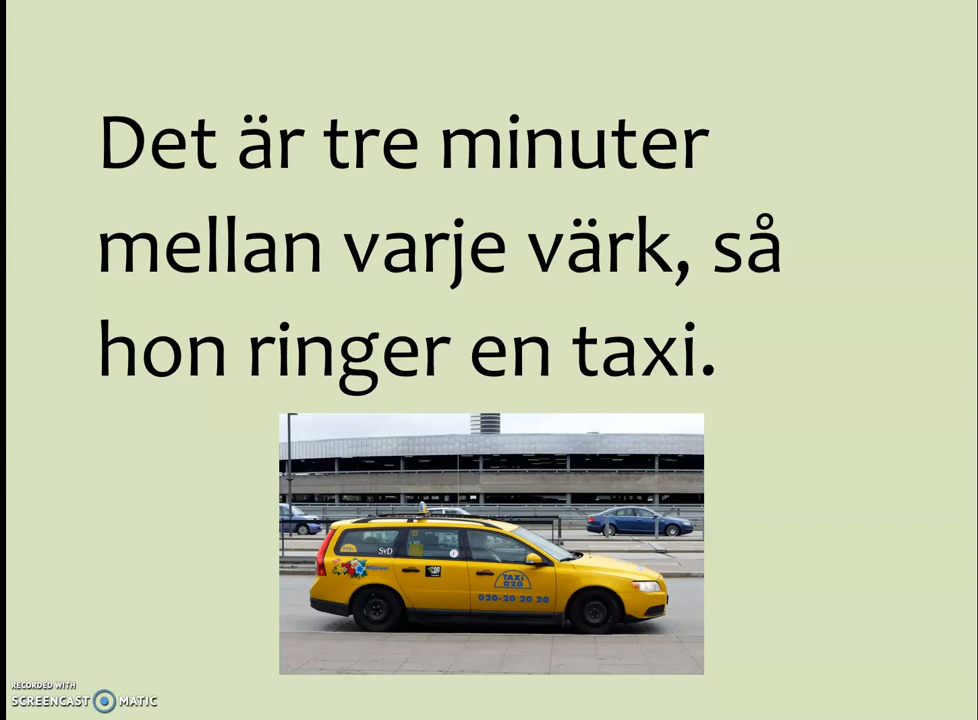 Det är tre minuter
mellan varje värk, så
hon ringer en taxi.
SvD
TAXI
020
020-20 20 20
RECORDED WITH
SCREENCAST MATIC